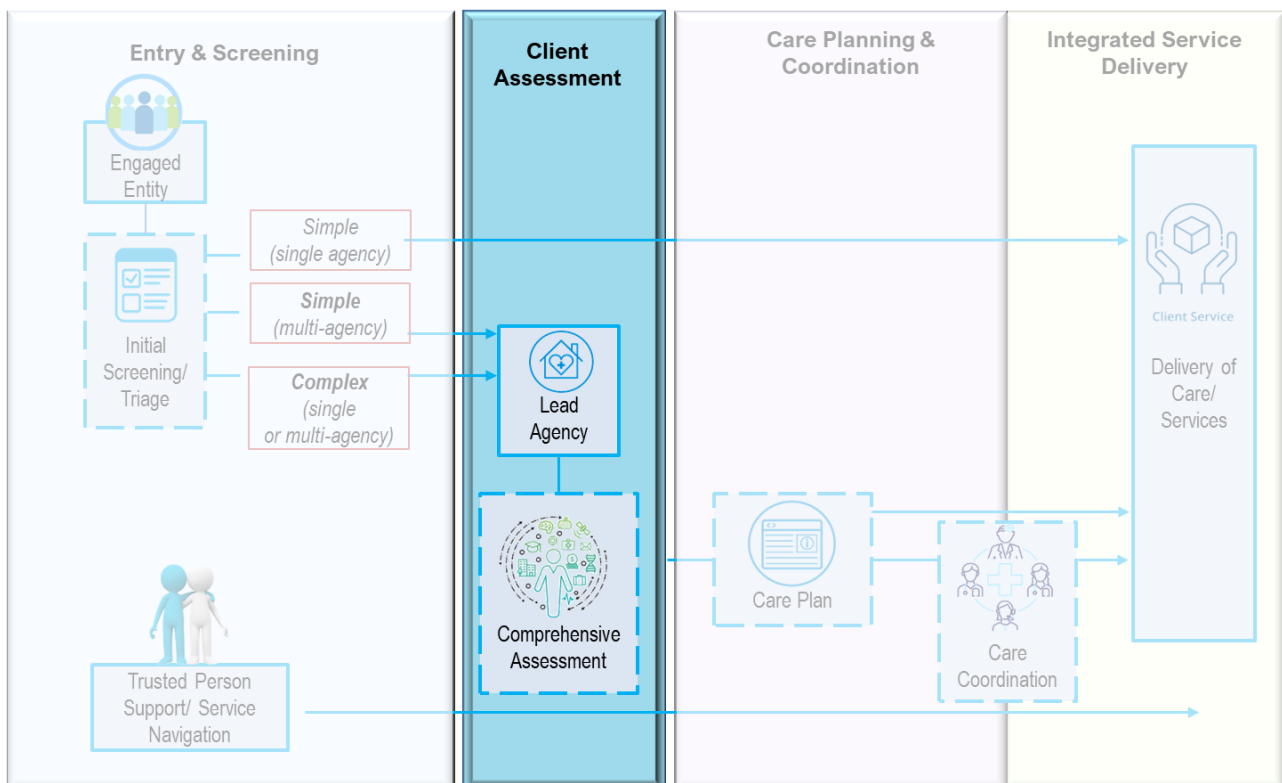 Entry & Screening
Client
Assessment
Care Planning &
Coordination
Integrated Service
Delivery
Engaged
Entity
Initial
Screening/
Triage
Simple
(single agency)
Simple
(multi-agency)
Complex
(single
or multi-agency)
Lead
Agency
Comprehensive
Assessment
Care Plan
Care
Coordination
Client Service
Delivery of
Care/
Services
Trusted Person
Support/ Service
Navigation